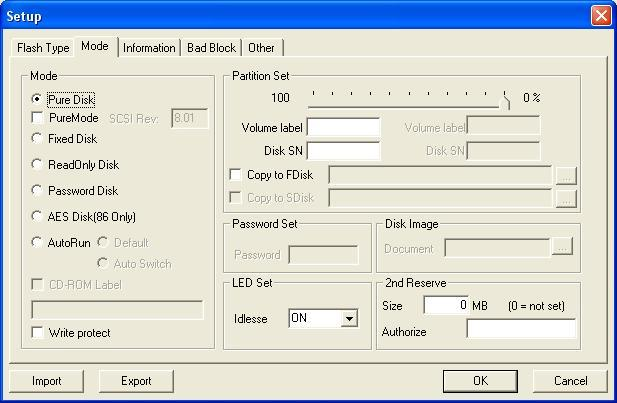 Setup
Flash Type Mode Information Bad Block Other
Mode
Pure Disk
PureMode SCSI Rev: 8.01
Fixed Disk
ReadOnly Disk
Password Disk
AES Disk(86 Only)
AutoRun Default
Auto Switch
CD-ROM Label
Write protect
Partition Set
100 0 %
Volume label Volume label
Disk SN Disk SN
Copy to FDisk ...
Copy to SDisk ...
Password Set
Password
Disk Image
Document ...
LED Set
Idlesse ON
2nd Reserve
Size 0 MB (0 = not set)
Authorize
Import Export OK Cancel